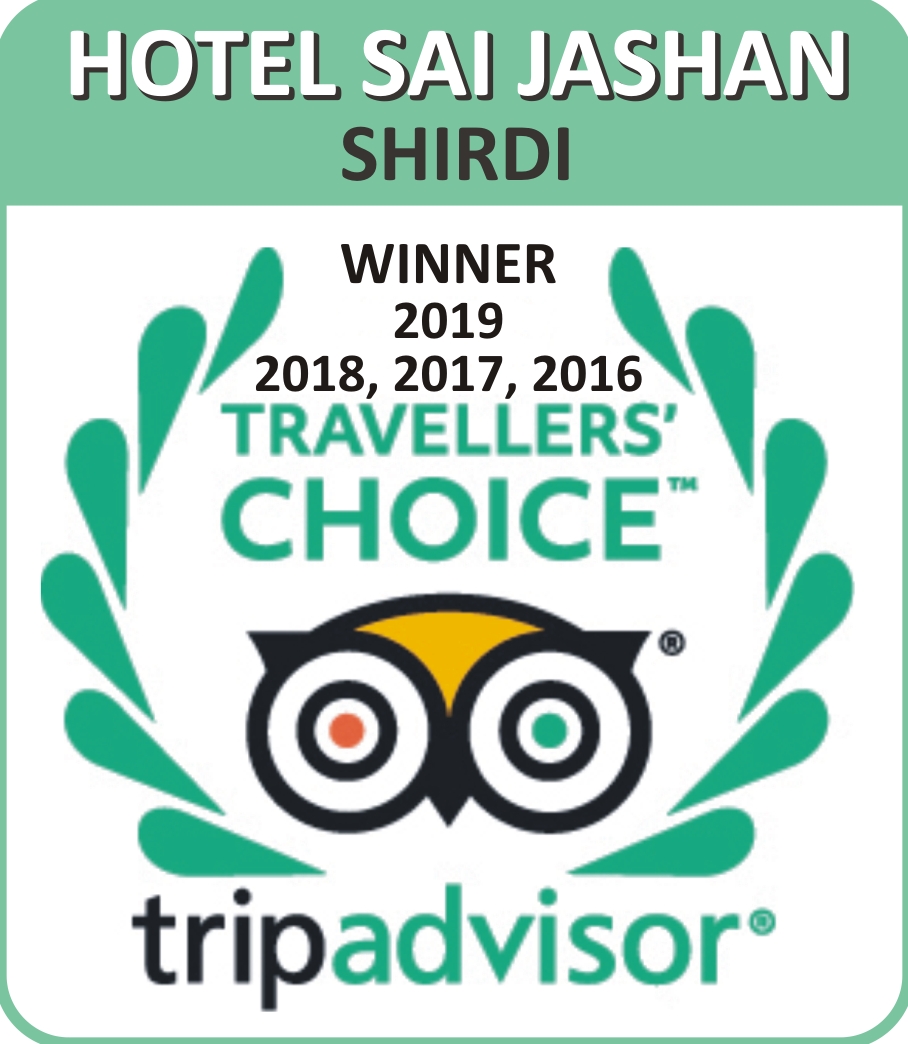 HOTEL SAI JASHAN
SHIRDI
WINNER
2019
2018, 2017, 2016
TRAVELLERS'
CHOICE™
®
tripadvisor®